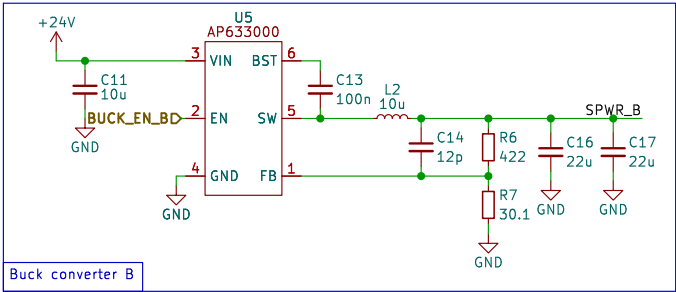 +24V
U5
AP633000
3
VIN
BST
6
C11
10u
C13
100n
L2
10u
BUCK_EN_B
2
EN
SW
5
SPWR_B
GND
C14
12p
R6
422
C16
22u
C17
22u
4
GND
FB
1
GND
R7
30.1
GND
GND
GND
Buck converter B